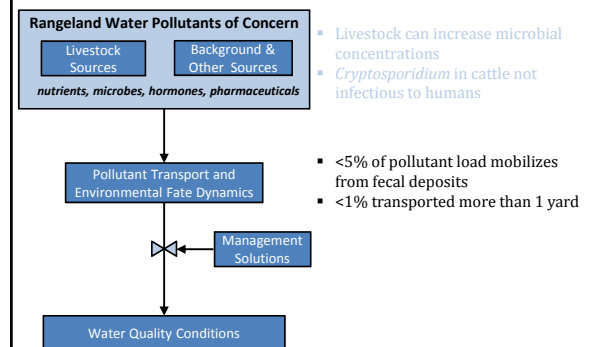 Rangeland Water Pollutants of Concern
Livestock
Sources
Background &
Other Sources
nutrients, microbes, hormones, pharmaceuticals
▪ Livestock can increase microbial
concentrations
▪ Cryptosporidium in cattle not
infectious to humans
Pollutant Transport and
Environmental Fate Dynamics
▪ <5% of pollutant load mobilizes
from fecal deposits
▪ <1% transported more than 1 yard
Management
Solutions
Water Quality Conditions